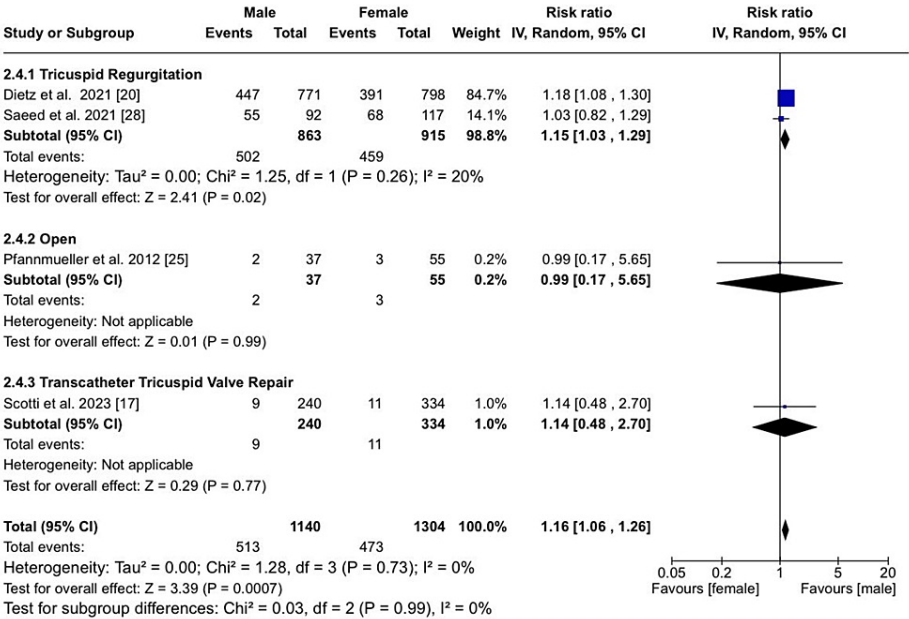 Male Female Risk ratio Risk ratio
Study or Subgroup Events Total Events Total Weight IV, Random, 95% CI IV, Random, 95% CI
2.4.1 Tricuspid Regurgitation
Dietz et al. 2021 [20] 447 771 391 798 84.7% 1.18 [1.08 , 1.30]
Saeed et al. 2021 [28] 55 92 68 117 14.1% 1.03 [0.82 , 1.29]
Subtotal (95% CI) 863 915 98.8% 1.15 [1.03 , 1.29]
Total events: 502 459
Heterogeneity: Tau² = 0.00; Chi² = 1.25, df = 1 (P = 0.26); I² = 20%
Test for overall effect: Z = 2.41 (P = 0.02)
2.4.2 Open
Pfannmueller et al. 2012 [25] 2 37 3 55 0.2% 0.99 [0.17 , 5.65]
Subtotal (95% CI) 37 55 0.2% 0.99 [0.17 , 5.65]
Total events: 2 3
Heterogeneity: Not applicable
Test for overall effect: Z = 0.01 (P = 0.99)
2.4.3 Transcatheter Tricuspid Valve Repair
Scotti et al. 2023 [17] 9 240 11 334 1.0% 1.14 [0.48 , 2.70]
Subtotal (95% CI) 240 334 1.0% 1.14 [0.48 , 2.70]
Total events: 9 11
Heterogeneity: Not applicable
Test for overall effect: Z = 0.29 (P = 0.77)
Total (95% CI) 1140 1304 100.0% 1.16 [1.06 , 1.26]
Total events: 513 473
Heterogeneity: Tau² = 0.00; Chi² = 1.28, df = 3 (P = 0.73); I² = 0%
0.05 0.2 1 5 20
Test for overall effect: Z = 3.39 (P = 0.0007) Favours [female] Favours [male]
Test for subgroup differences: Chi² = 0.03, df = 2 (P = 0.99), I² = 0%